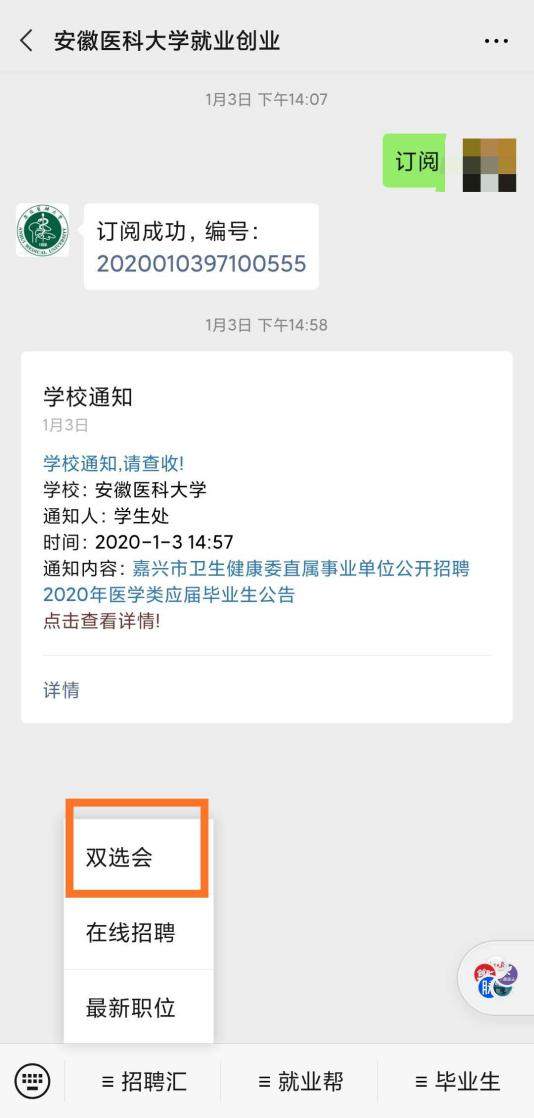 安徽医科大学就业创业
1月3日 下午14:07
订阅
订阅成功，编号：
2020010397100555
1月3日 下午14:58
学校通知
1月3日
学校通知,请查收!
学校：安徽医科大学
通知人：学生处
时间：2020-1-3 14:57
通知内容：嘉兴市卫生健康委直属事业单位公开招聘
2020年医学类应届毕业生公告
点击查看详情!
详情
双选会
在线招聘
最新职位
招聘汇
就业帮
毕业生